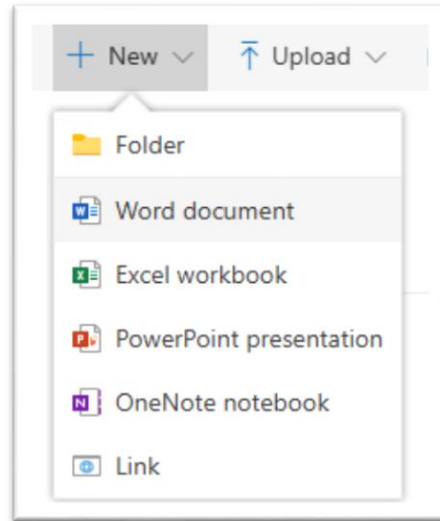 New
Upload
Folder
Word document
Excel workbook
PowerPoint presentation
OneNote notebook
Link